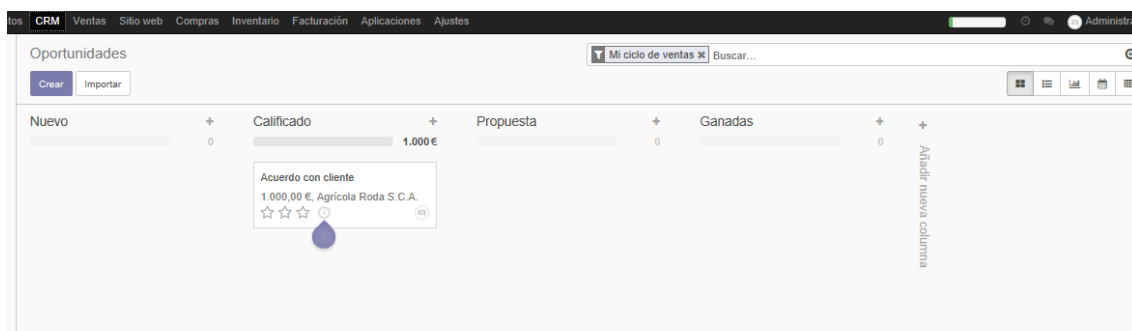 tos CRM Ventas Sitio web Compras Inventario Facturación Aplicaciones Ajustes Administra
Oportunidades
Mi ciclo de ventas ✖ Buscar...
Crear Importar
Nuevo + Calificado + Propuesta + Ganadas + +
0 1.000€ 0 0
Añadir nueva columna
Acuerdo con cliente
1.000,00 €, Agrícola Roda S.C.A.